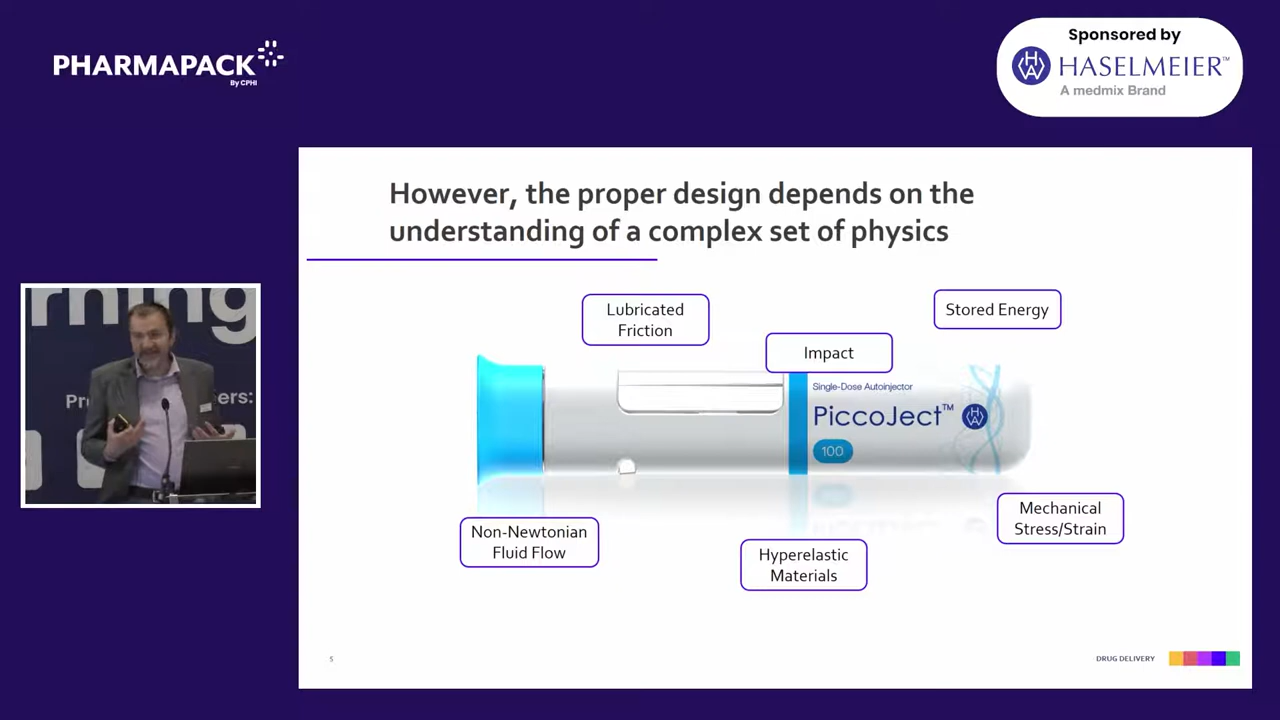 PHARMAPACK
By CPHI
Sponsored by
HASELMEIER™
A medmix Brand
However, the proper design depends on the
understanding of a complex set of physics
Lubricated
Friction
Impact
Stored Energy
Single-Dose Autoinjector
PiccoJect™
100
Non-Newtonian
Fluid Flow
Hyperelastic
Materials
Mechanical
Stress/Strain
5
DRUG DELIVERY